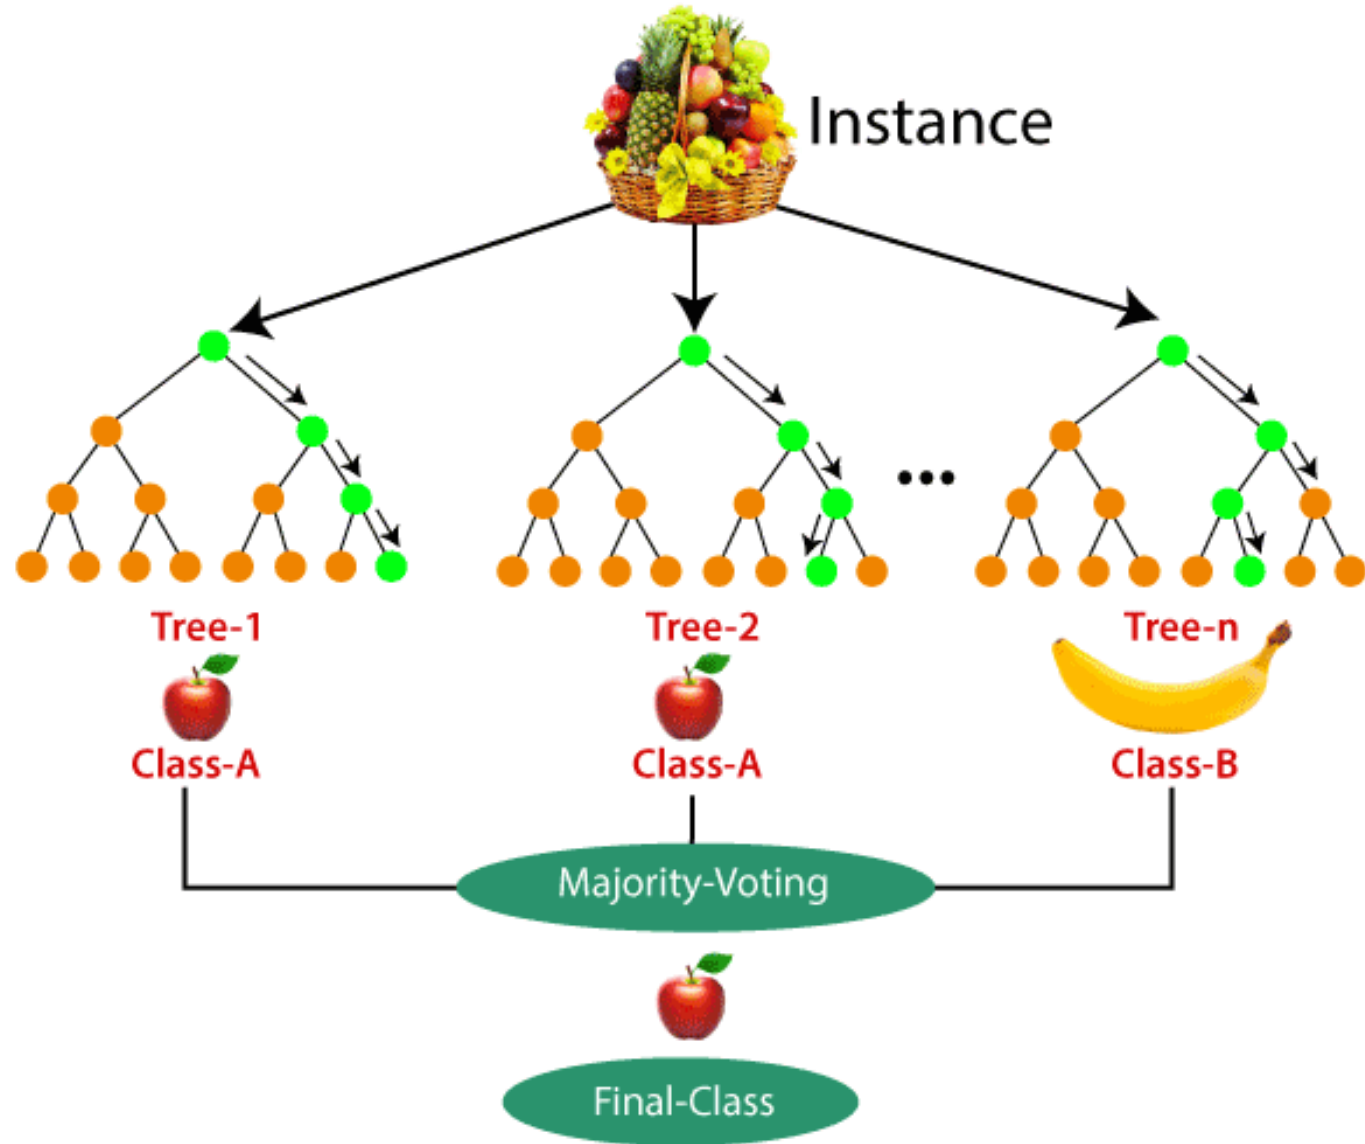 Instance
...
Tree-1
Tree-2
Tree-n
Class-A
Class-A
Class-B
Majority-Voting
Final-Class